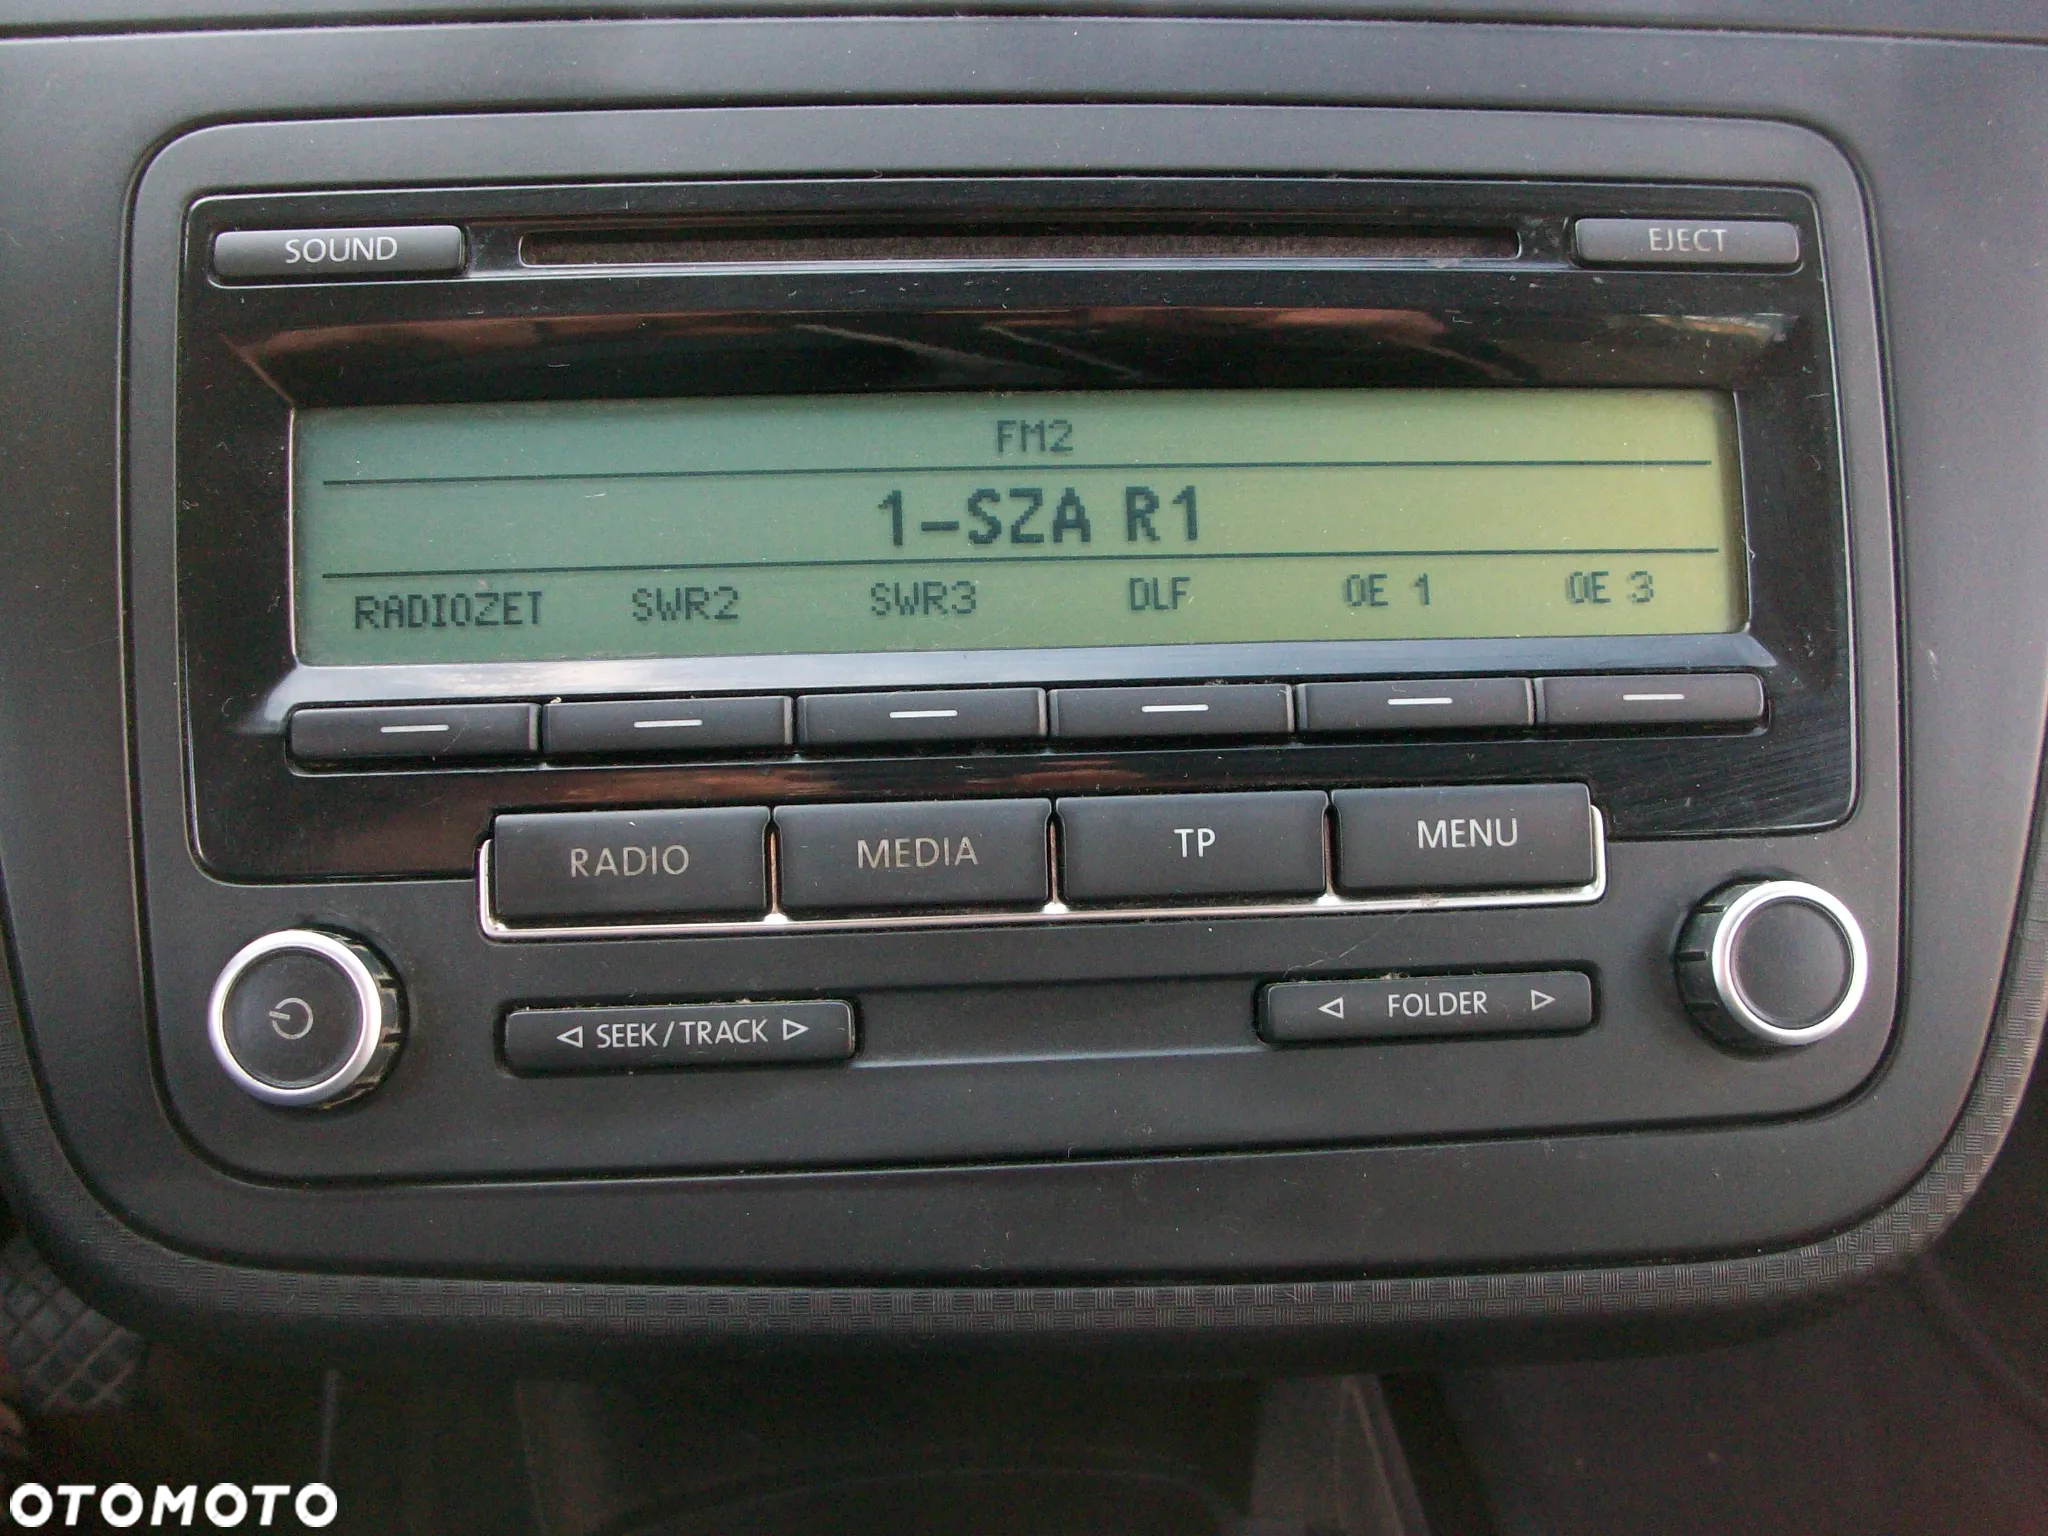 SOUND
EJECT
FM2
1-SZA R1
RADIOZET SWR2 SWR3 DLF OE 1 OE 3
RADIO MEDIA TP MENU
SEEK/TRACK
FOLDER
OTOMOTO